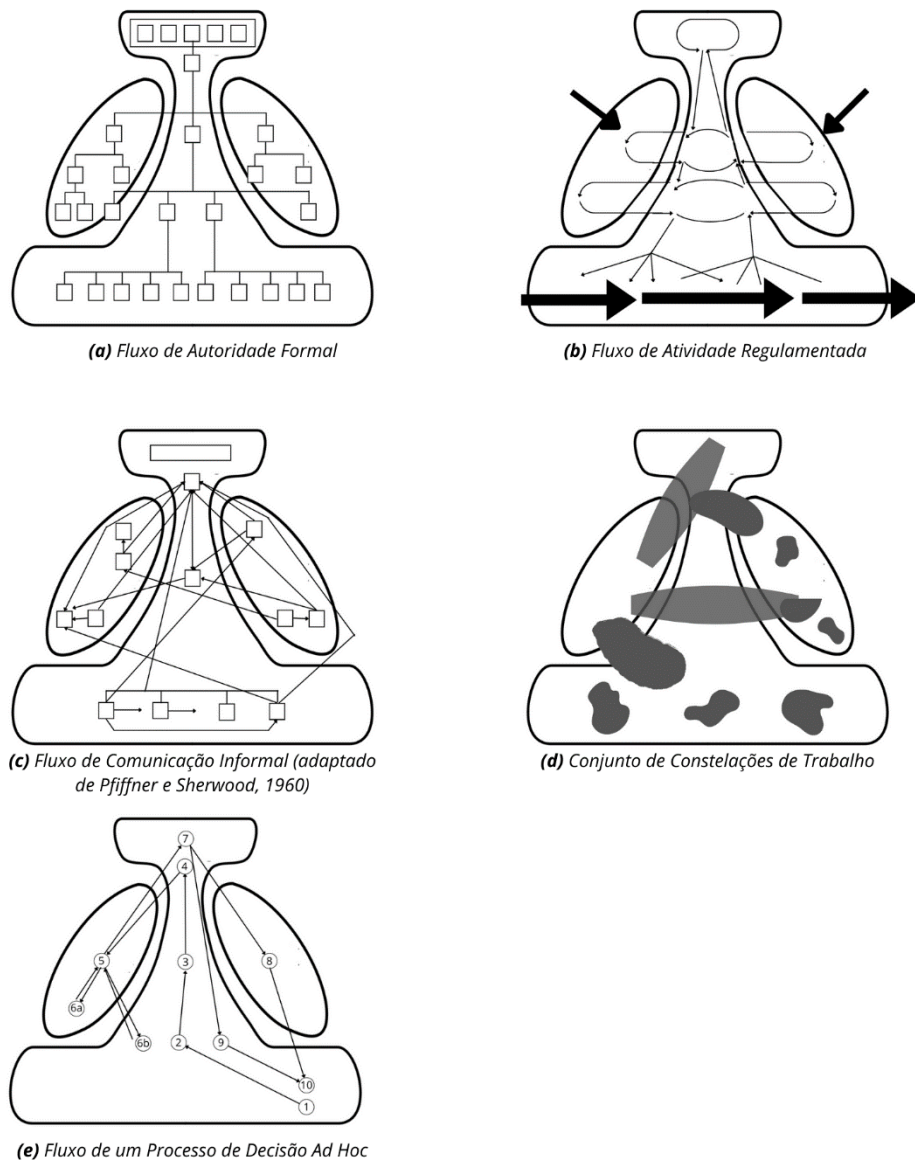 (a) Fluxo de Autoridade Formal
(b) Fluxo de Atividade Regulamentada
(c) Fluxo de Comunicação Informal (adaptado
de Pfiffner e Sherwood, 1960)
(d) Conjunto de Constelações de Trabalho
7
4
5
3
8
6a
6b
2
9
10
1
(e) Fluxo de um Processo de Decisão Ad Hoc